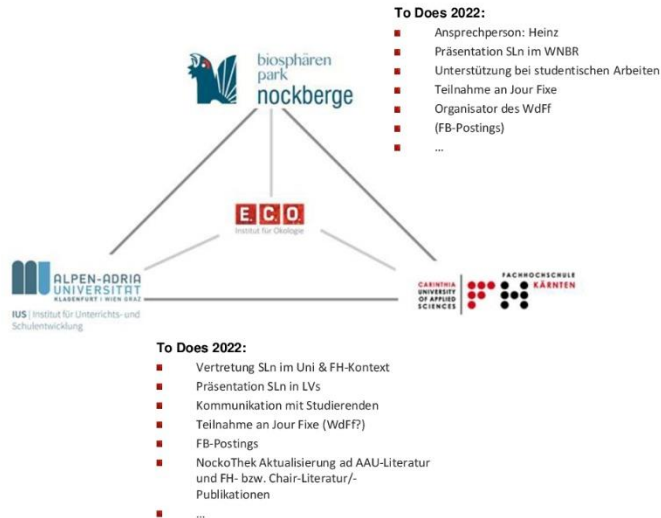 To Does 2022:
Ansprechperson: Heinz
Präsentation SLn im WNBR
Unterstützung bei studentischen Arbeiten
Teilnahme an Jour Fixe
Organisator des WdFf
(FB-Postings)
...
biosphären
park
nockberge
E.C.O.
Institut für Ökologie
ALPEN-ADRIA
UNIVERSITÄT
KLAGENFURT | WIEN GRAZ
IUS | Institut für Unterrichts- und
Schulentwicklung
CARINTHIA
UNIVERSITY
OF APPLIED
SCIENCES
FACHHOCHSCHULE
KÄRNTEN
To Does 2022:
Vertretung SLn im Uni & FH-Kontext
Präsentation SLn in LVs
Kommunikation mit Studierenden
Teilnahme an Jour Fixe (WdFf?)
FB-Postings
NockoThek Aktualisierung ad AAU-Literatur
und FH- bzw. Chair-Literatur/-
Publikationen
...